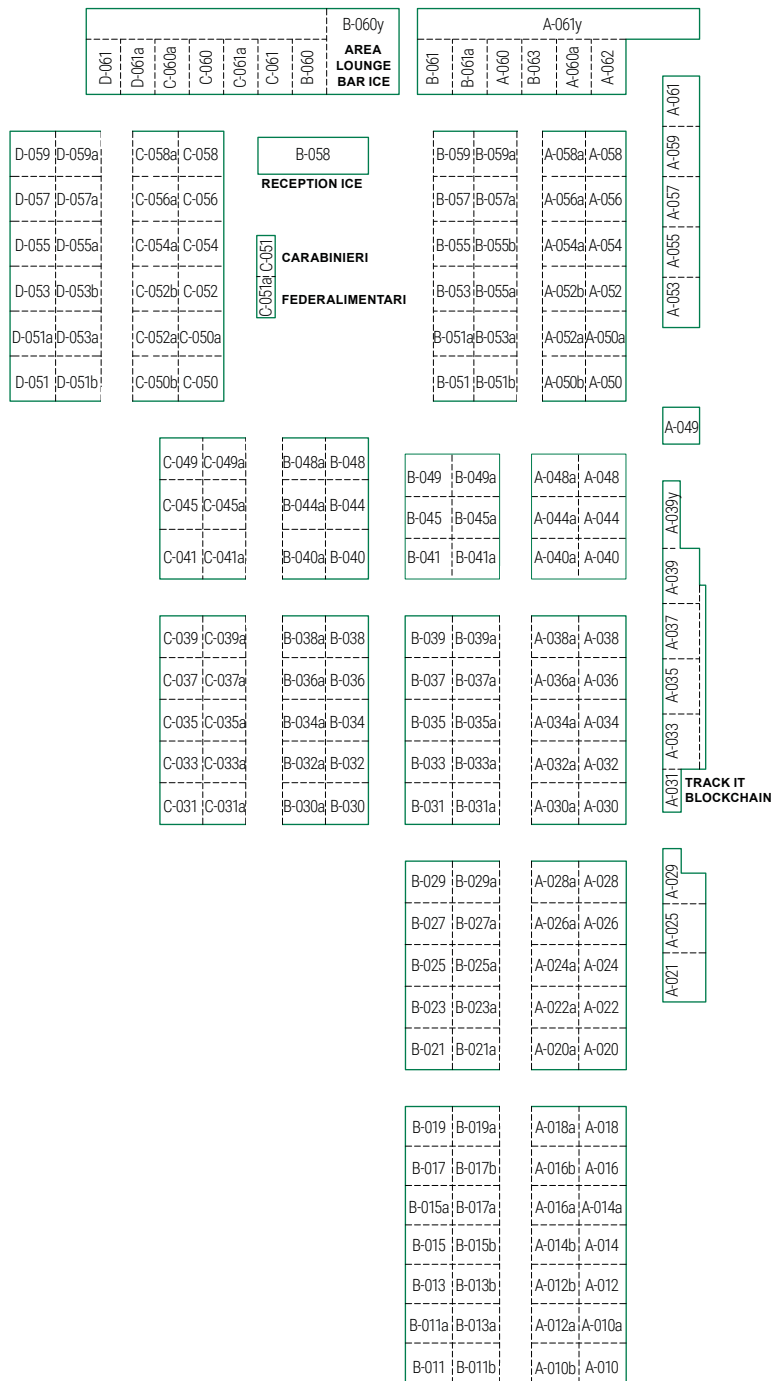 B-060y A-061y
D-061 D-061a C-060a C-060 C-061a C-061 B-060 AREA LOUNGE BAR ICE B-061 B-061a A-060 B-063 A-060a A-062
A-061
D-059 D-059a C-058a C-058 B-058 B-059 B-059a A-058a A-058 A-059
RECEPTION ICE
D-057 D-057a C-056a C-056 B-057 B-057a A-056a A-056 A-057
D-055 D-055a C-054a C-054 C-051 CARABINIERI B-055 B-055b A-054a A-054 A-055
D-053 D-053b C-052b C-052 C-051a FEDERALIMENTARI B-053 B-055a A-052b A-052 A-053
D-051a D-053a C-052a C-050a B-051a B-053a A-052a A-050a
D-051 D-051b C-050b C-050 B-051 B-051b A-050b A-050
A-049
C-049 C-049a B-048a B-048 B-049 B-049a A-048a A-048
C-045 C-045a B-044a B-044 B-045 B-045a A-044a A-044 A-039y
C-041 C-041a B-040a B-040 B-041 B-041a A-040a A-040
A-039
C-039 C-039a B-038a B-038 B-039 B-039a A-038a A-038 A-037
C-037 C-037a B-036a B-036 B-037 B-037a A-036a A-036 A-035
C-035 C-035a B-034a B-034 B-035 B-035a A-034a A-034 A-033
C-033 C-033a B-032a B-032 B-033 B-033a A-032a A-032
C-031 C-031a B-030a B-030 B-031 B-031a A-030a A-030 A-031 TRACK IT
BLOCKCHAIN
B-029 B-029a A-028a A-028 A-029
B-027 B-027a A-026a A-026 A-025
B-025 B-025a A-024a A-024 A-021
B-023 B-023a A-022a A-022
B-021 B-021a A-020a A-020
B-019 B-019a A-018a A-018
B-017 B-017b A-016b A-016
B-015a B-017a A-016a A-014a
B-015 B-015b A-014b A-014
B-013 B-013b A-012b A-012
B-011a B-013a A-012a A-010a
B-011 B-011b A-010b A-010